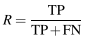 R = TP / TP + FN